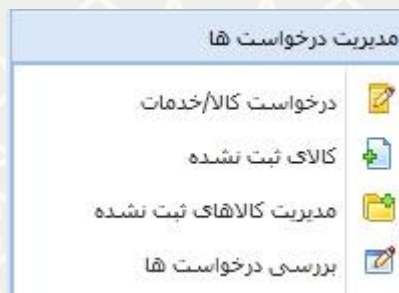 مدیریت درخواست ها
درخواست کالا/خدمات
کالای ثبت نشده
مدیریت کالاهای ثبت نشده
بررسی درخواست ها